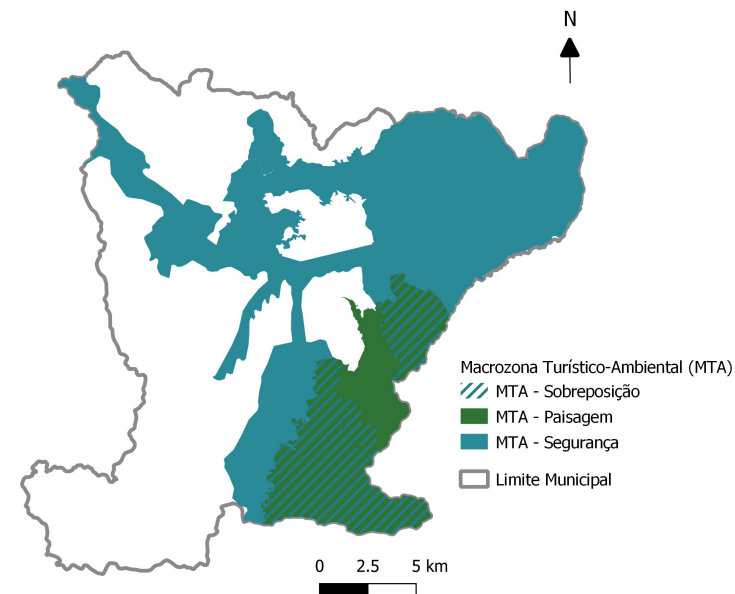 N
Macrozona Turístico-Ambiental (MTA)
MTA - Sobreposição
MTA - Paisagem
MTA - Segurança
Limite Municipal
0 2.5 5 km